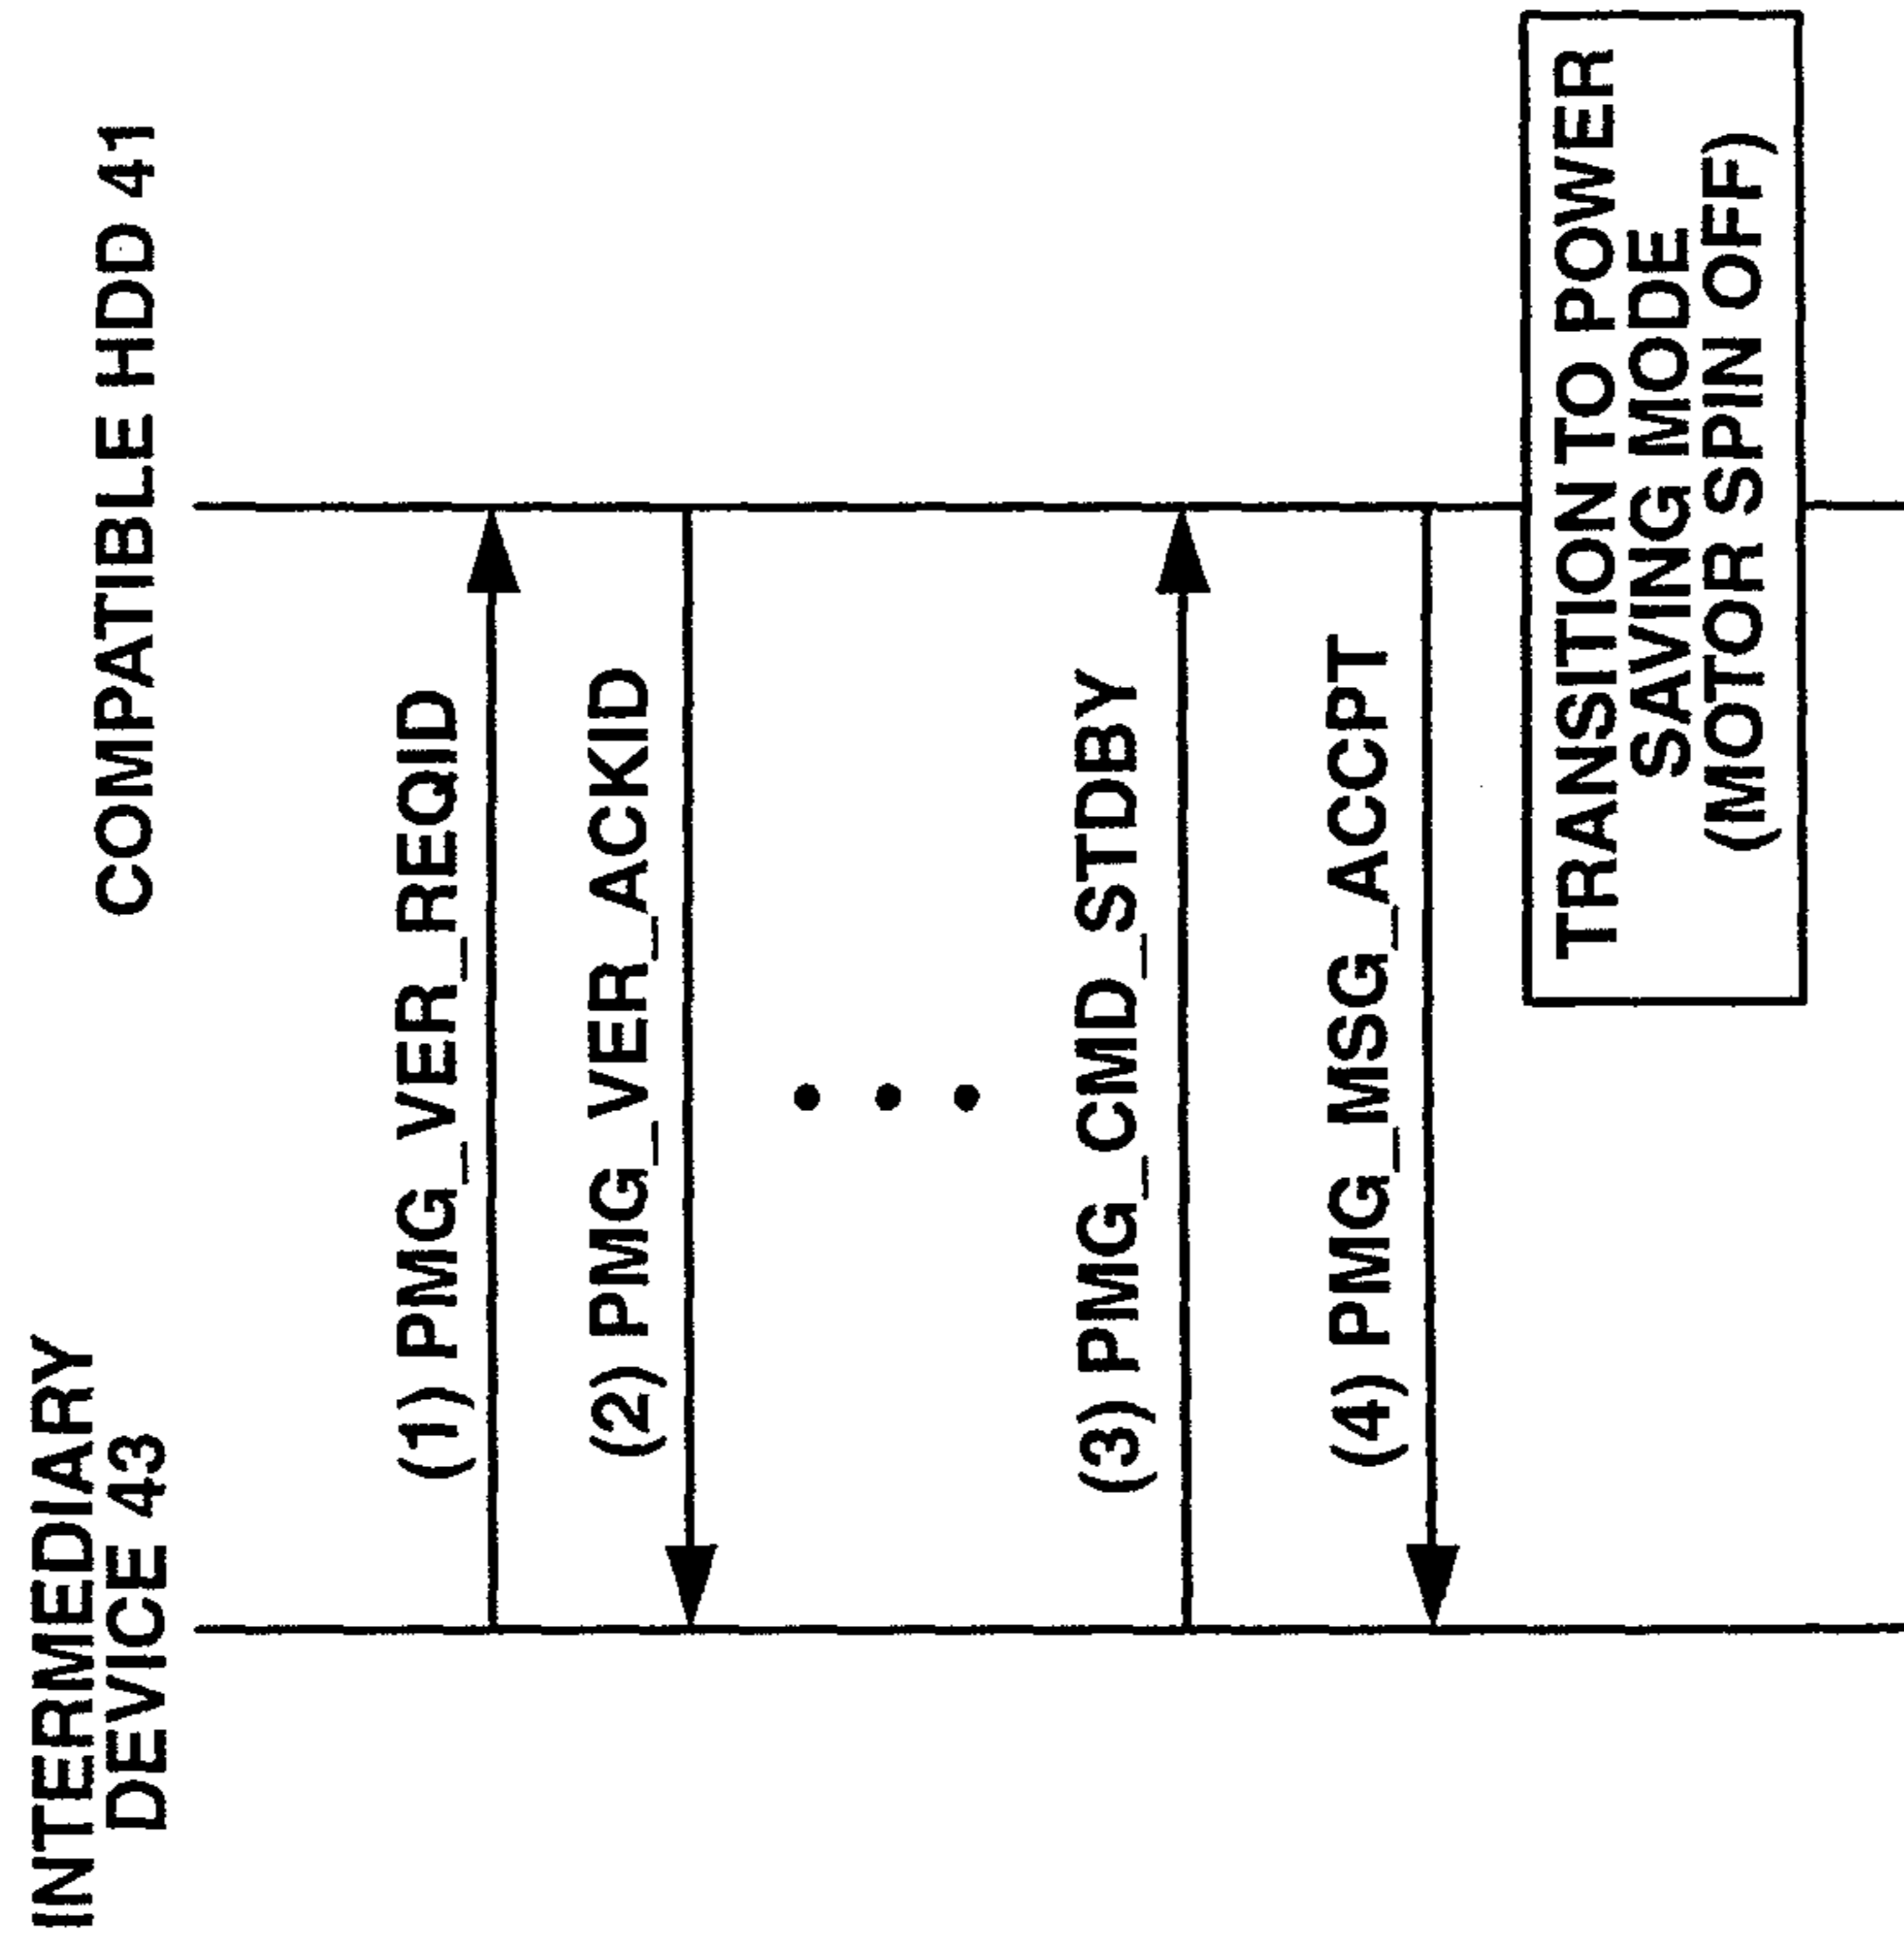 INTERMEDIARY
DEVICE 43
COMPATIBLE HDD 41
(1) PMG_VER_REQID
(2) PMG_VER_ACKID
(3) PMG_CMD_STDBY
(4) PMG_MSG_ACCPT
TRANSITION TO POWER
SAVING MODE
(MOTOR SPIN OFF)